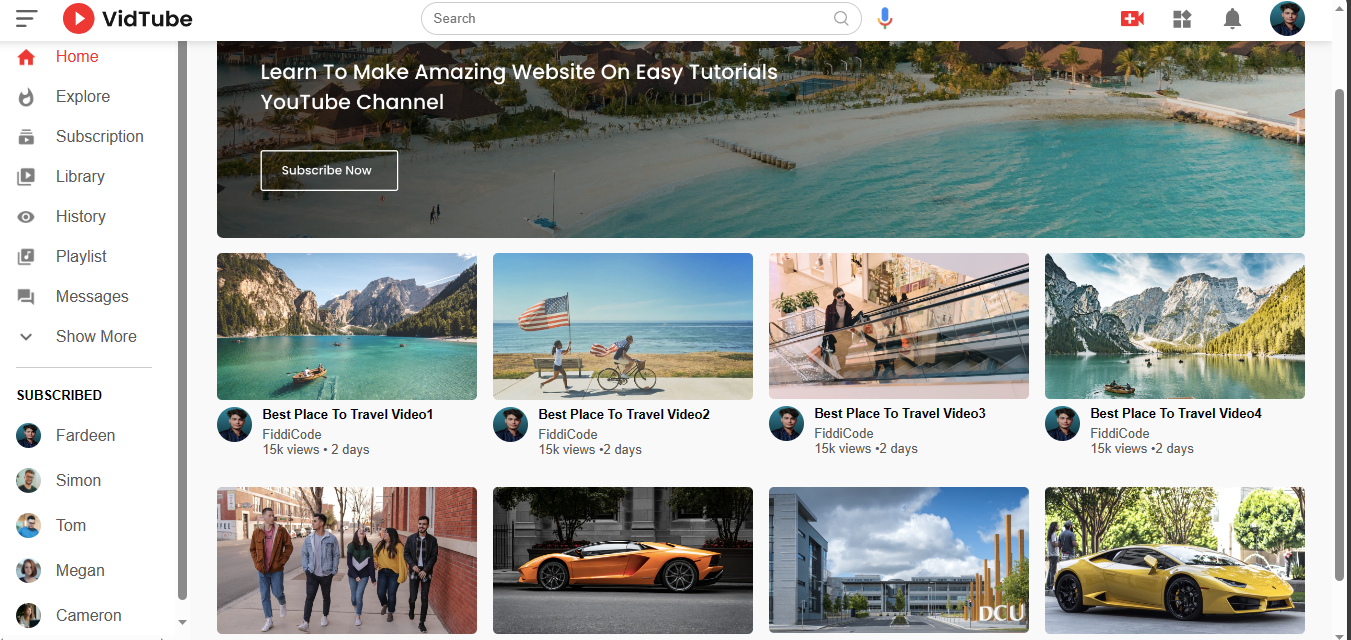 VidTube
Search
Home
Explore
Subscription
Library
History
Playlist
Messages
Show More
SUBSCRIBED
Fardeen
Simon
Tom
Megan
Cameron
Learn To Make Amazing Website On Easy Tutorials
YouTube Channel
Subscribe Now
Best Place To Travel Video1
FiddiCode
15k views • 2 days
Best Place To Travel Video2
FiddiCode
15k views •2 days
Best Place To Travel Video3
FiddiCode
15k views •2 days
Best Place To Travel Video4
FiddiCode
15k views •2 days
DCU